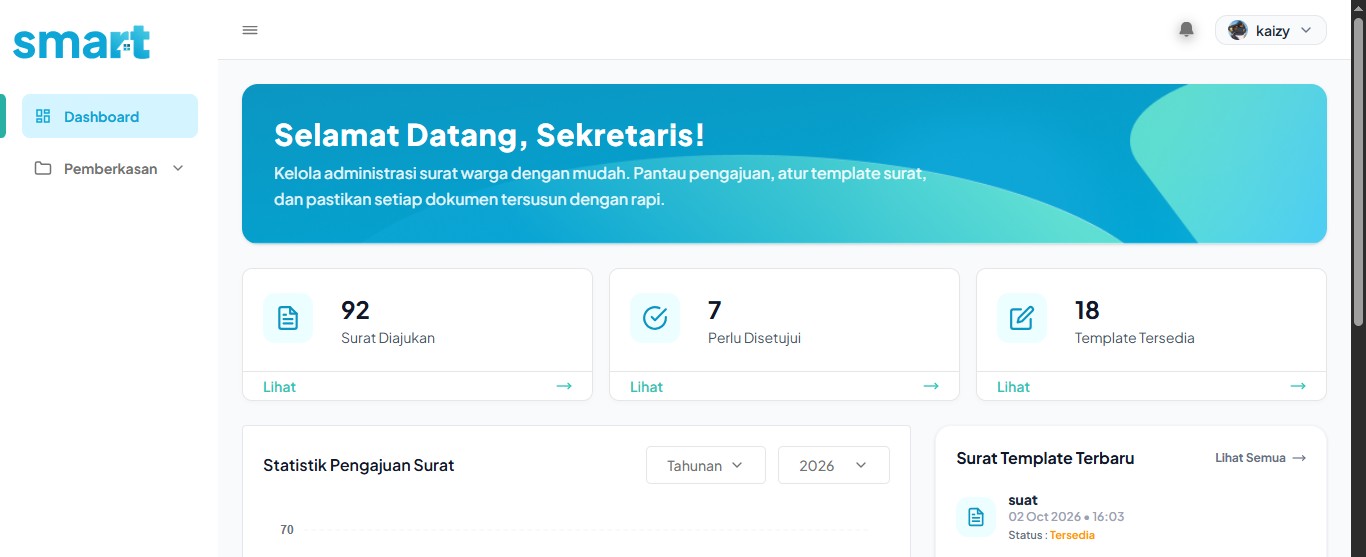 smart
kaizy
Dashboard
Pemberkasan
Selamat Datang, Sekretaris!
Kelola administrasi surat warga dengan mudah. Pantau pengajuan, atur template surat,
dan pastikan setiap dokumen tersusun dengan rapi.
92
Surat Diajukan
Lihat
7
Perlu Disetujui
Lihat
18
Template Tersedia
Lihat
Statistik Pengajuan Surat
Tahunan
2026
70
Surat Template Terbaru
Lihat Semua
suat
02 Oct 2026 • 16:03
Status : Tersedia